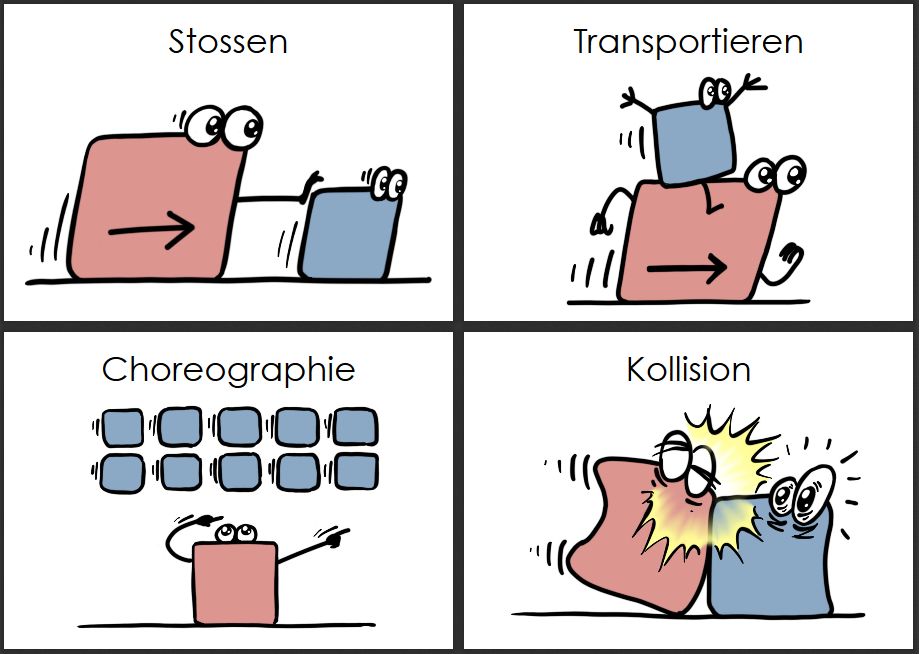 Stossen
Transportieren
Choreographie
Kollision